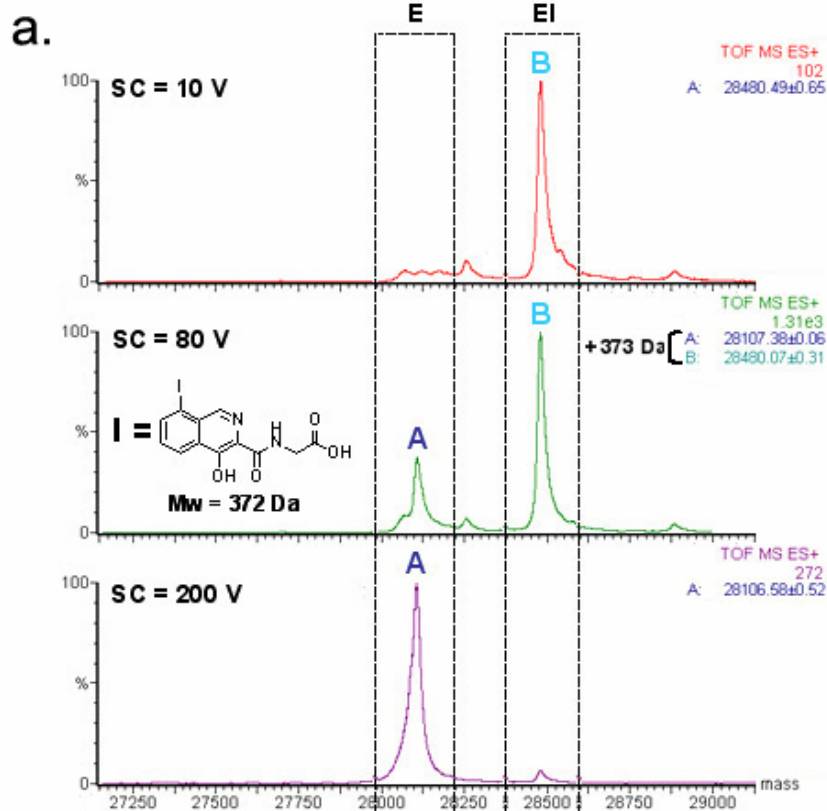 a.
E
EI
B
TOF MS ES+
102
A: 28480.49±0.65
SC = 10 V
100
%
0
B
TOF MS ES+
1.31e3
+373 Da
A: 28107.38±0.06
B: 28480.07±0.31
SC = 80 V
100
%
0
A
I =
I
N
H
N
O
OH
OH
O
Mw = 372 Da
A
TOF MS ES+
272
A: 28106.58±0.52
SC = 200 V
100
%
0
mass
27250 27500 27750 28000 28250 28500 28750 29000